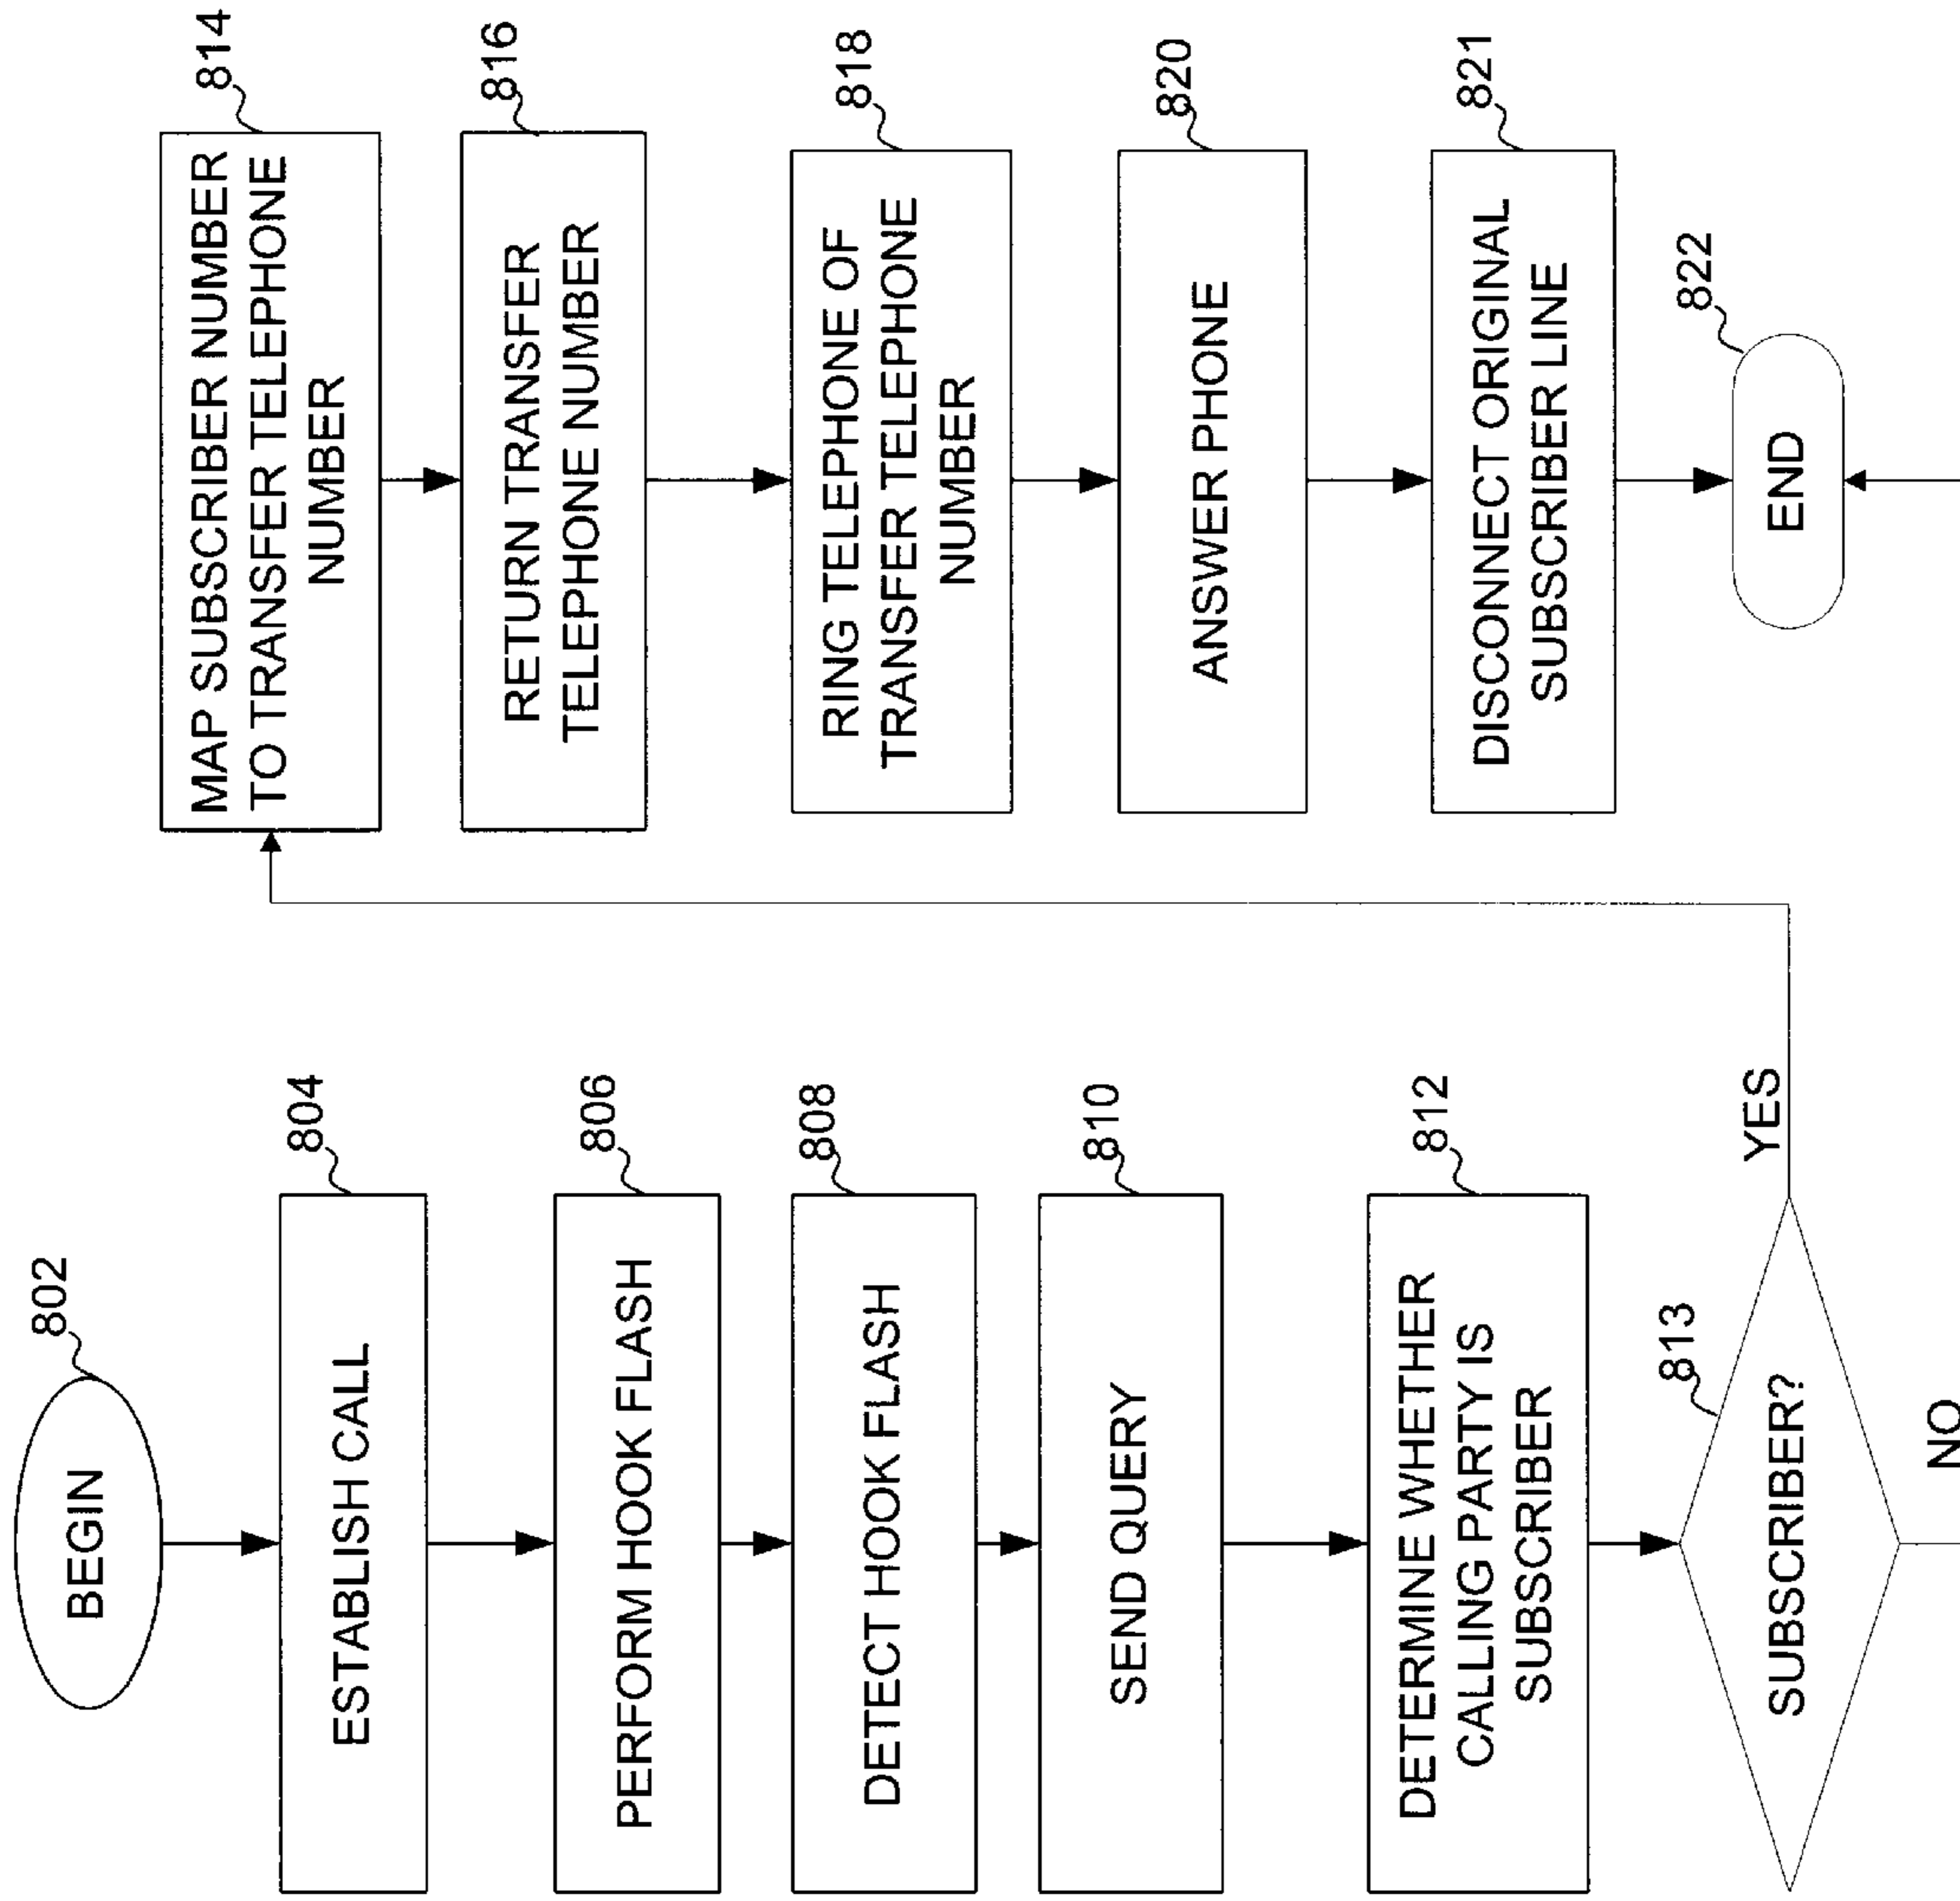 BEGIN
802
ESTABLISH CALL
804
PERFORM HOOK FLASH
806
DETECT HOOK FLASH
808
SEND QUERY
810
DETERMINE WHETHER
CALLING PARTY IS
SUBSCRIBER
812
SUBSCRIBER?
813
YES
NO
MAP SUBSCRIBER NUMBER
TO TRANSFER TELEPHONE
NUMBER
814
RETURN TRANSFER
TELEPHONE NUMBER
816
RING TELEPHONE OF
TRANSFER TELEPHONE
NUMBER
818
ANSWER PHONE
820
DISCONNECT ORIGINAL
SUBSCRIBER LINE
821
END
822